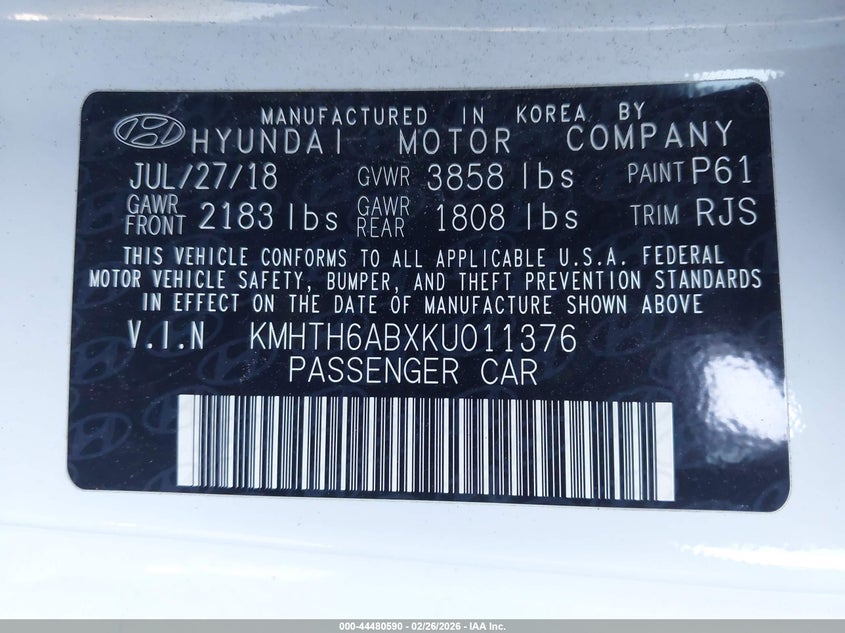 MANUFACTURED IN KOREA BY
HYUNDAI MOTOR COMPANY
JUL/27/18 GVWR 3858 lbs PAINT P61
GAWR FRONT 2183 lbs GAWR REAR 1808 lbs TRIM RJS
THIS VEHICLE CONFORMS TO ALL APPLICABLE U.S.A. FEDERAL
MOTOR VEHICLE SAFETY, BUMPER, AND THEFT PREVENTION STANDARDS
IN EFFECT ON THE DATE OF MANUFACTURE SHOWN ABOVE
V.I.N KMHTH6ABXKU011376
PASSENGER CAR
000-44480590 - 02/26/2026 - IAA Inc.